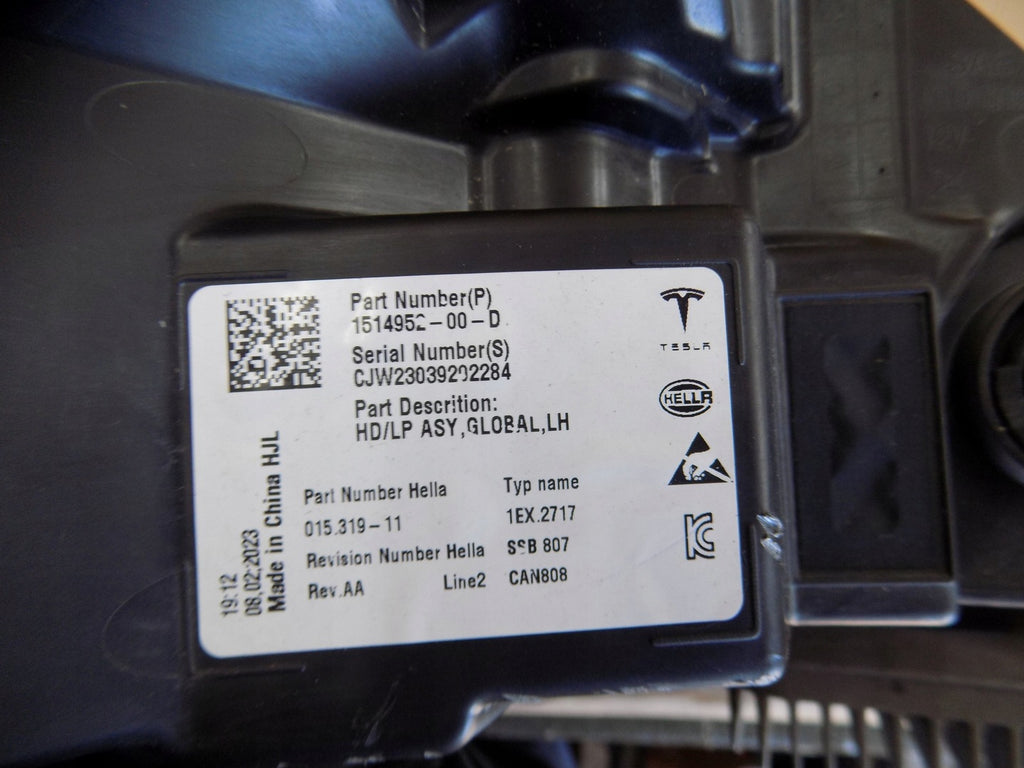 Part Number(P)
1514952-00-D
Serial Number(S)
CJW23039202284
Part Descrition:
HD/LP ASY,GLOBAL,LH
TESLA
HELLA
Part Number Hella
015.319-11
Revision Number Hella
Rev.AA
Line2
Typ name
1EX.2717
SSB 807
CAN808
19:12
08.02.2023
Made in China HJL